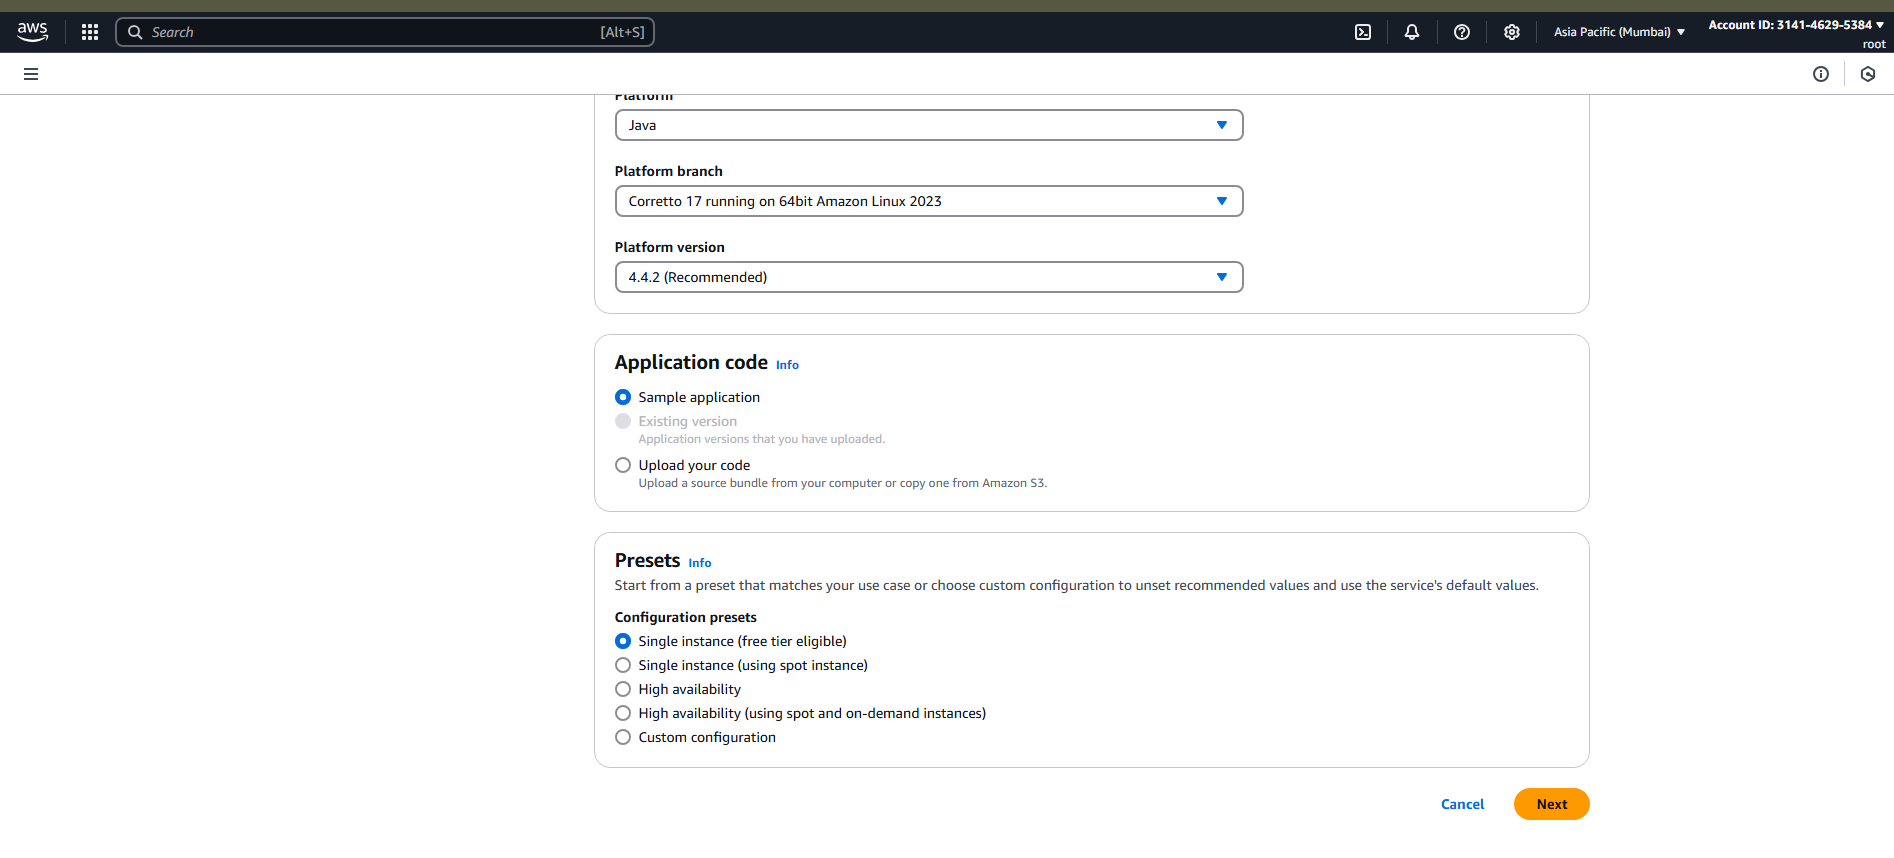 aws
Search
[Alt+S]
Asia Pacific (Mumbai)
Account ID: 3141-4629-5384
root
Platform
Java
Platform branch
Corretto 17 running on 64bit Amazon Linux 2023
Platform version
4.4.2 (Recommended)
Application code Info
Sample application
Existing version
Application versions that you have uploaded.
Upload your code
Upload a source bundle from your computer or copy one from Amazon S3.
Presets Info
Start from a preset that matches your use case or choose custom configuration to unset recommended values and use the service's default values.
Configuration presets
Single instance (free tier eligible)
Single instance (using spot instance)
High availability
High availability (using spot and on-demand instances)
Custom configuration
Cancel
Next